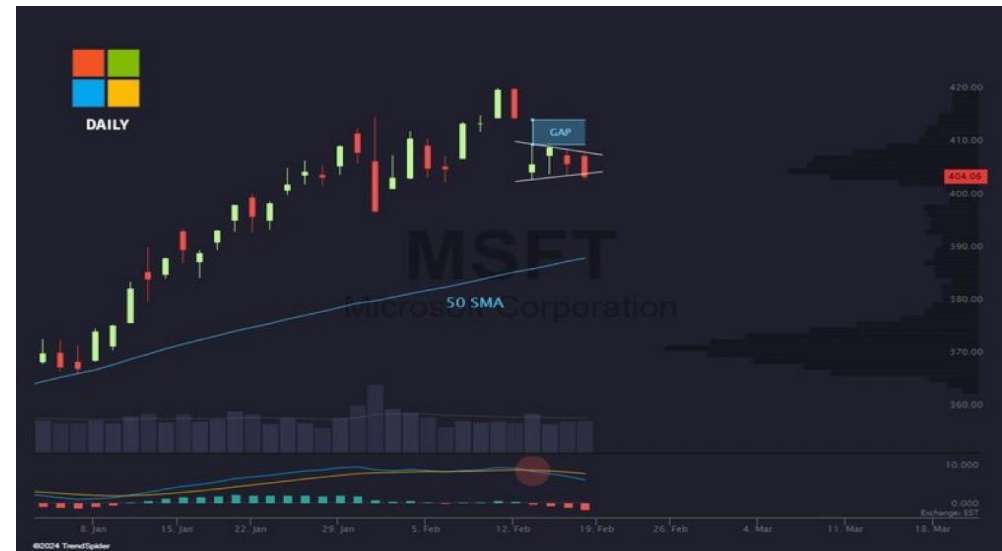 DAILY
420.00
GAP
410.00
404.06
400.00
MSFT
390.00
50 SMA
380.00
Microsoft Corporation
370.00
360.00
10.000
0.000
Exchange: EST
8. Jan 15. Jan 22. Jan 29. Jan 5. Feb 12. Feb 19. Feb 26. Feb 4. Mar 11. Mar 18. Mar
©2024 TrendSpider